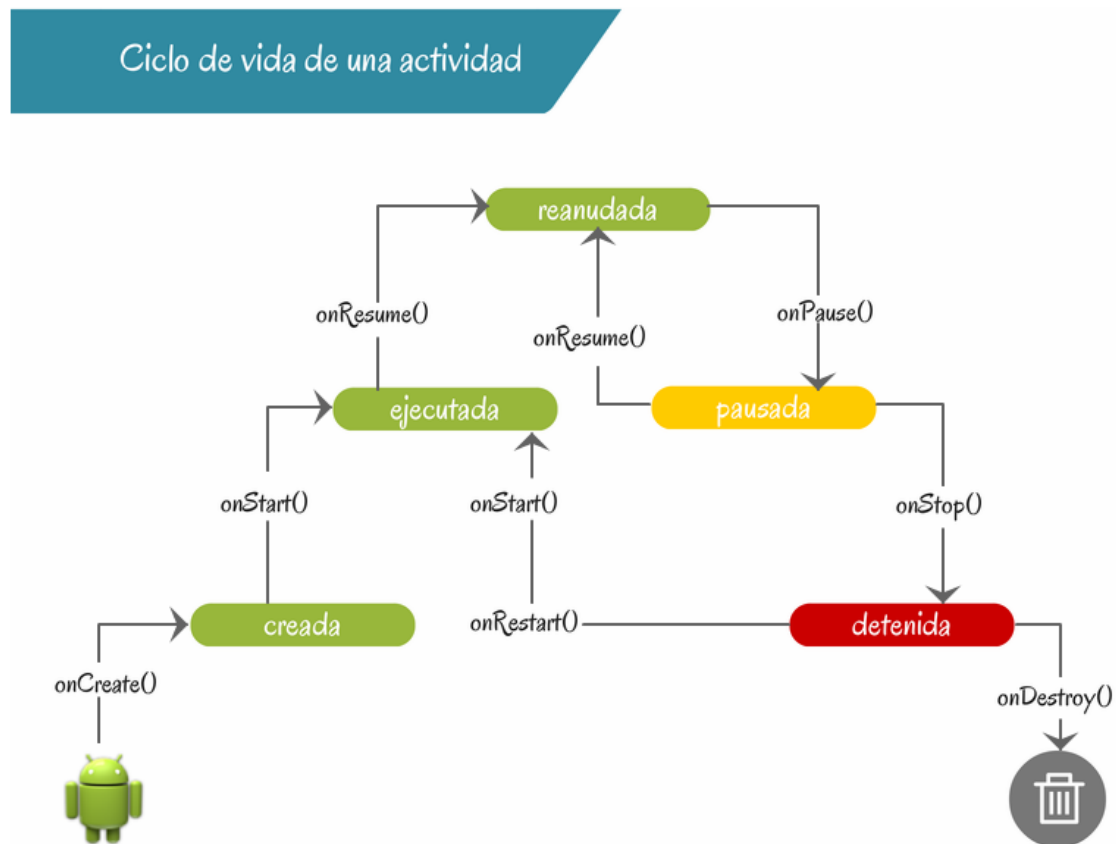 Ciclo de vida de una actividad
reanudada
onResume()
onResume()
onPause()
ejecutada
pausada
onStart()
onStart()
onStop()
creada
onRestart()
detenida
onCreate()
onDestroy()